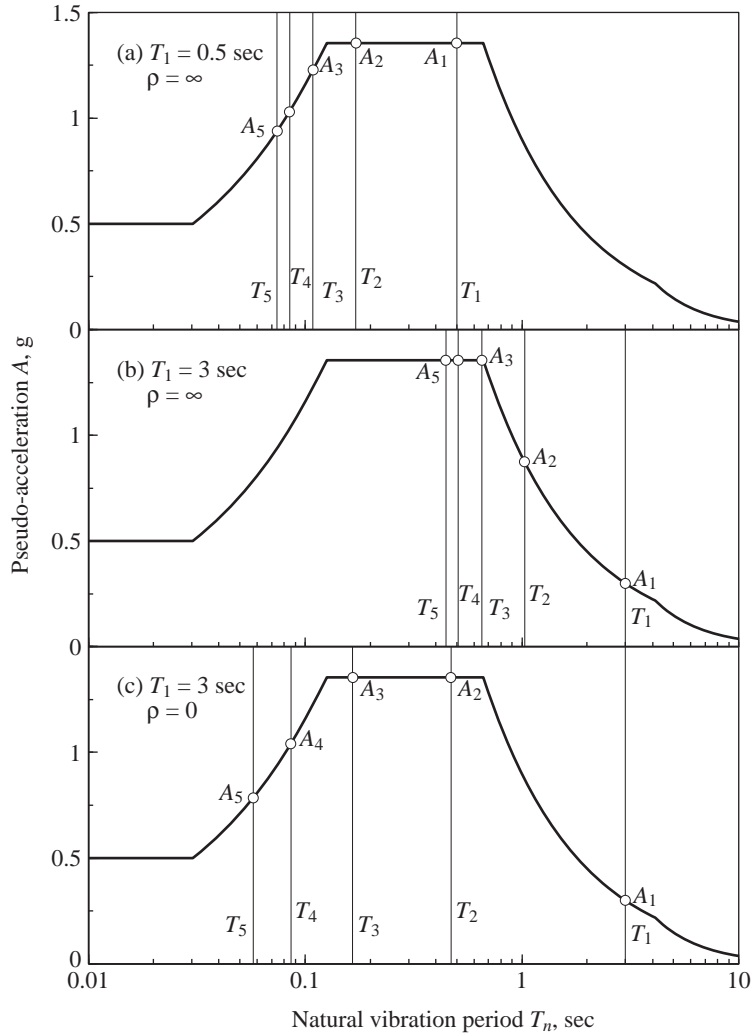 Pseudo-acceleration A, g
1.5
(a) T₁ = 0.5 sec
ρ = ∞
A₃ A₂ A₁
1
A₅
0.5
T₅ T₄ T₃ T₂ T₁
0
(b) T₁ = 3 sec
ρ = ∞
A₅ A₃
1
A₂
0.5
A₁
T₅ T₄ T₃ T₂ T₁
0
(c) T₁ = 3 sec
ρ = 0
A₃ A₂
1
A₄
A₅
0.5
A₁
T₅ T₄ T₃ T₂ T₁
0
0.01 0.1 1 10
Natural vibration period Tₙ, sec